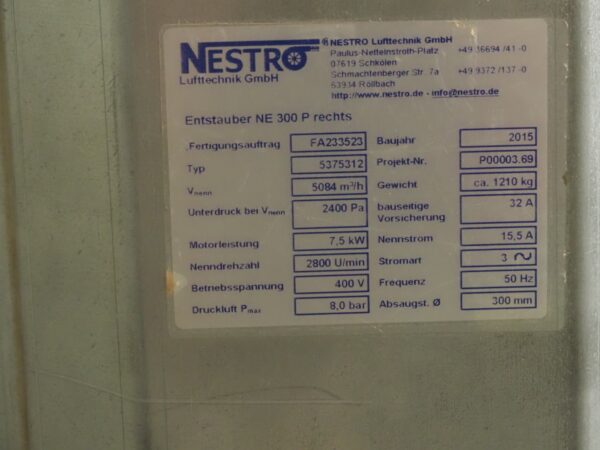 NESTRO ®
Lufttechnik GmbH
NESTRO Lufttechnik GmbH
Paulus-Nettelnstroth-Platz +49 36694 /41 -0
07619 Schkölen
Schmachtenberger Str. 7a +49 9372 /137 -0
63934 Röllbach
http://www.nestro.de - info@nestro.de
Entstauber NE 300 P rechts
Fertigungsauftrag FA233523 Baujahr 2015
Typ 5375312 Projekt-Nr. P00003.69
Vnenn 5084 m³/h Gewicht ca. 1210 kg
Unterdruck bei Vnenn 2400 Pa bauseitige Vorsicherung 32 A
Motorleistung 7,5 kW Nennstrom 15,5 A
Nenndrehzahl 2800 U/min Stromart 3 ~
Betriebsspannung 400 V Frequenz 50 Hz
Druckluft Pmax 8,0 bar Absaugst. Ø 300 mm